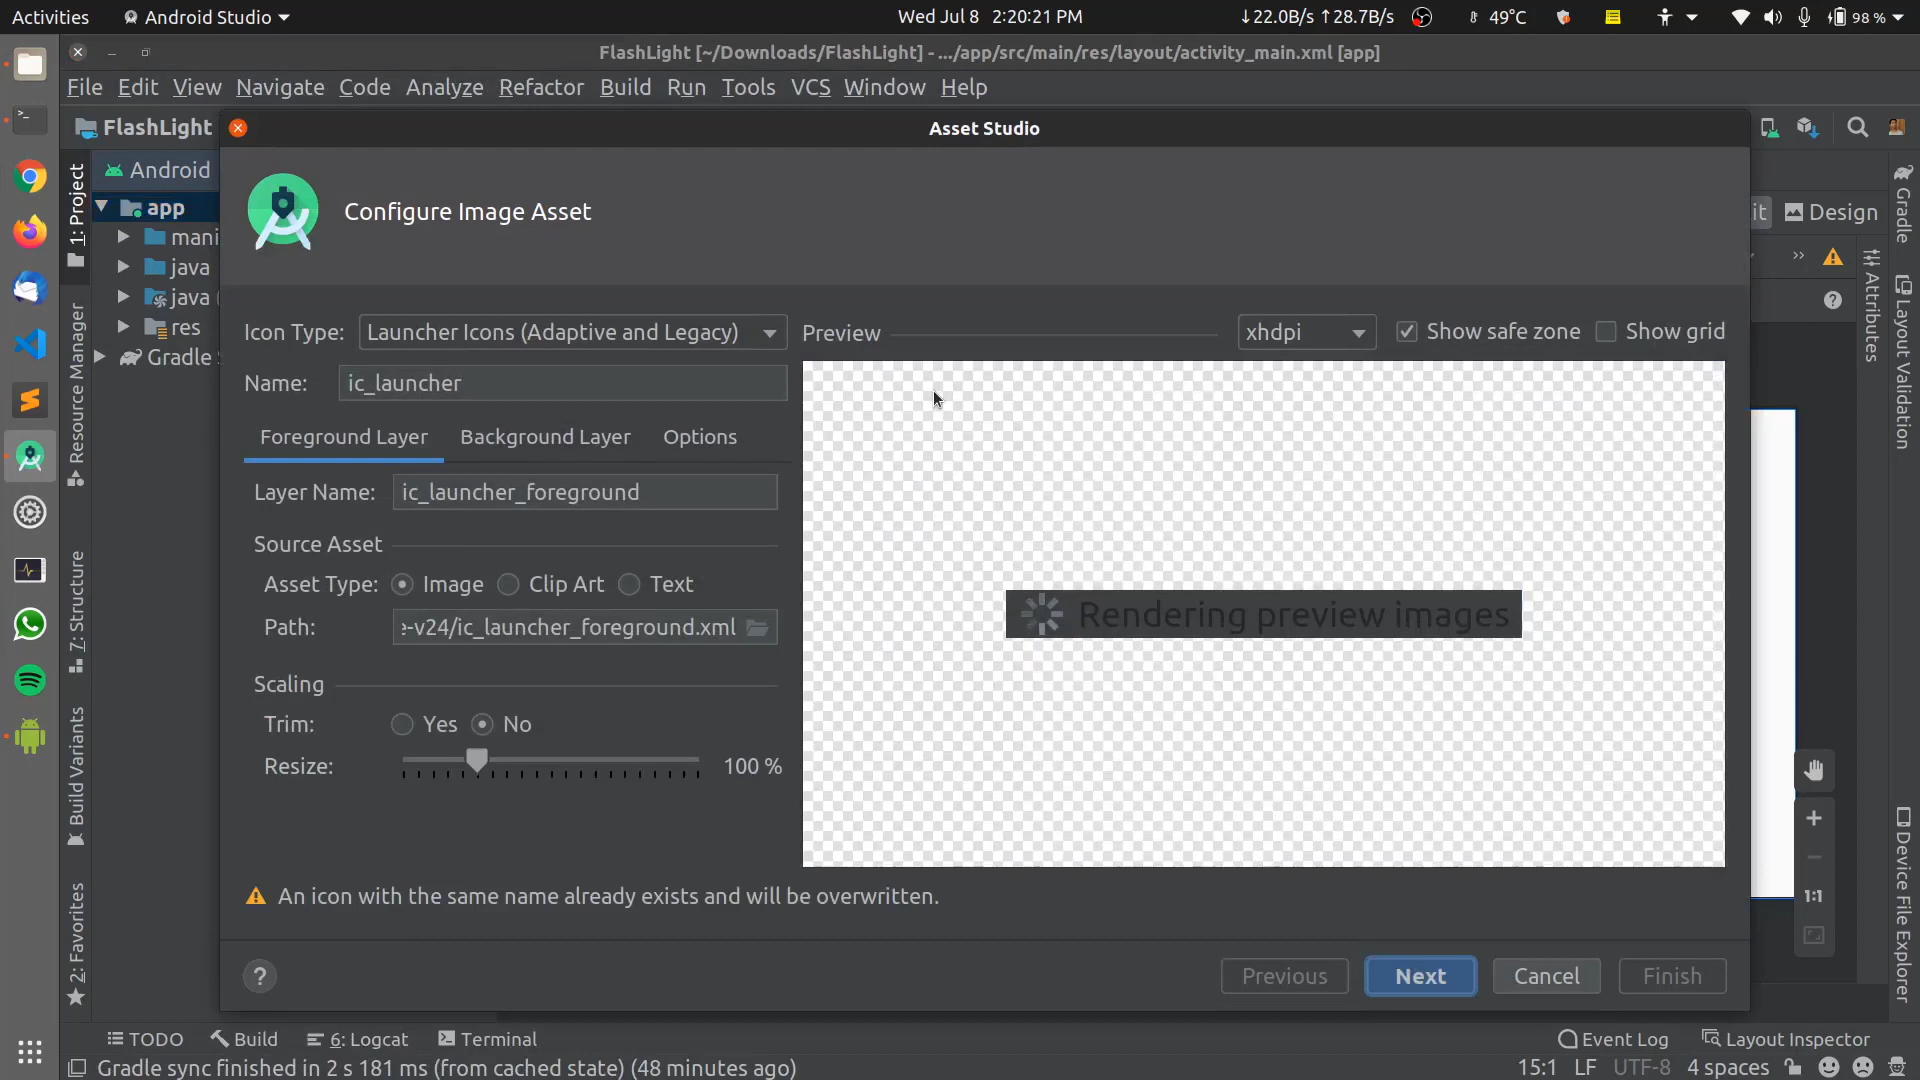 Activities
Android Studio
Wed Jul 8 2:20:21 PM
↓22.0B/s ↑28.7B/s
49°C
98 %
FlashLight [~/Downloads/FlashLight] - .../app/src/main/res/layout/activity_main.xml [app]
File Edit View Navigate Code Analyze Refactor Build Run Tools VCS Window Help
FlashLight
Asset Studio
Android
app
mani
java
java
res
Gradle
1: Project
Resource Manager
7: Structure
Build Variants
2: Favorites
Configure Image Asset
Icon Type: Launcher Icons (Adaptive and Legacy)
Name: ic_launcher
Foreground Layer Background Layer Options
Layer Name: ic_launcher_foreground
Source Asset
Asset Type: Image Clip Art Text
Path: e-v24/ic_launcher_foreground.xml
Scaling
Trim: Yes No
Resize: 100 %
Preview
xhdpi
Show safe zone
Show grid
Rendering preview images
An icon with the same name already exists and will be overwritten.
?
Previous Next Cancel Finish
it
Design
Gradle
Attributes
Layout Validation
Device File Explorer
1:1
TODO Build 6: Logcat Terminal
Event Log Layout Inspector
Gradle sync finished in 2 s 181 ms (from cached state) (48 minutes ago)
15:1 LF UTF-8 4 spaces